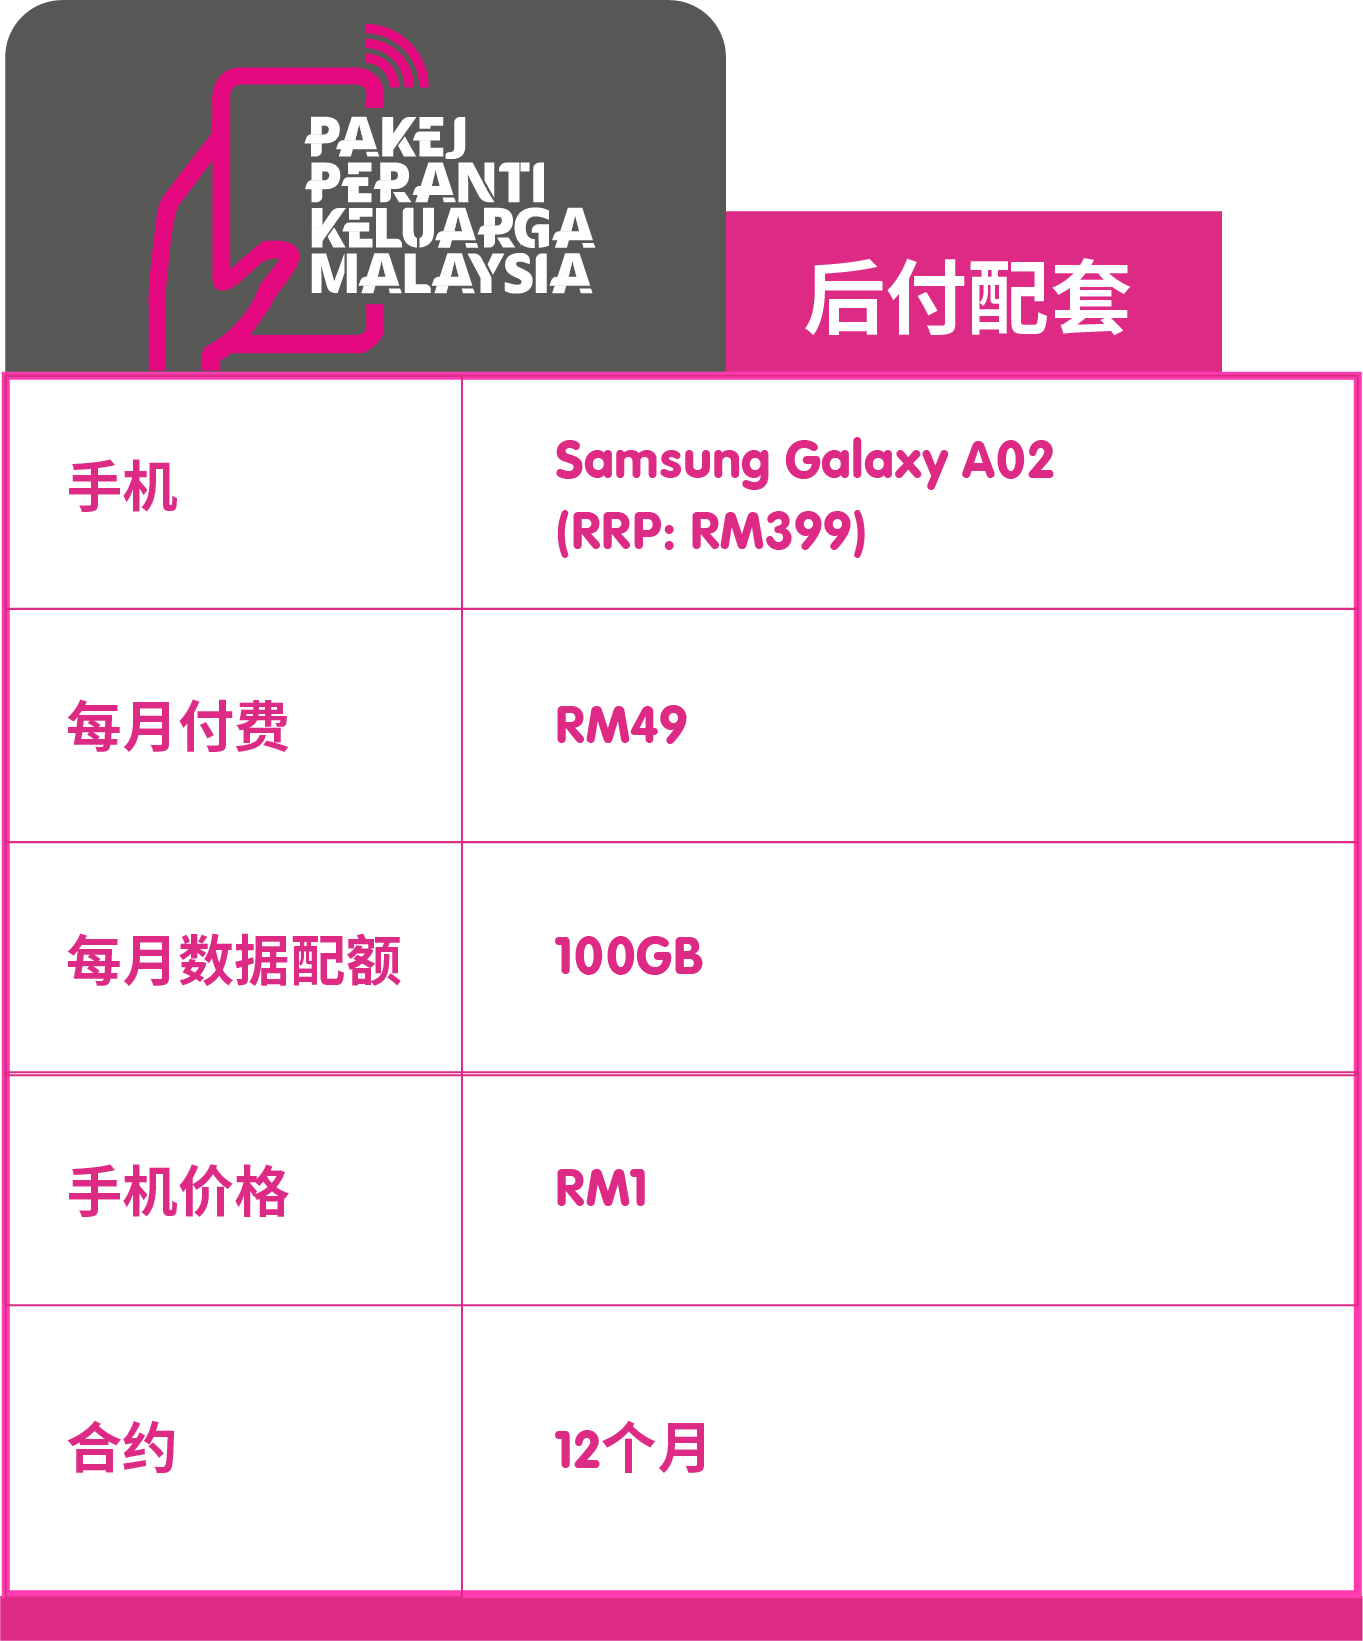 PAKEJ
PERANTI
KELUARGA
MALAYSIA
后付配套
手机
Samsung Galaxy A02
(RRP: RM399)
每月付费
RM49
每月数据配额
100GB
手机价格
RM1
合约
12个月